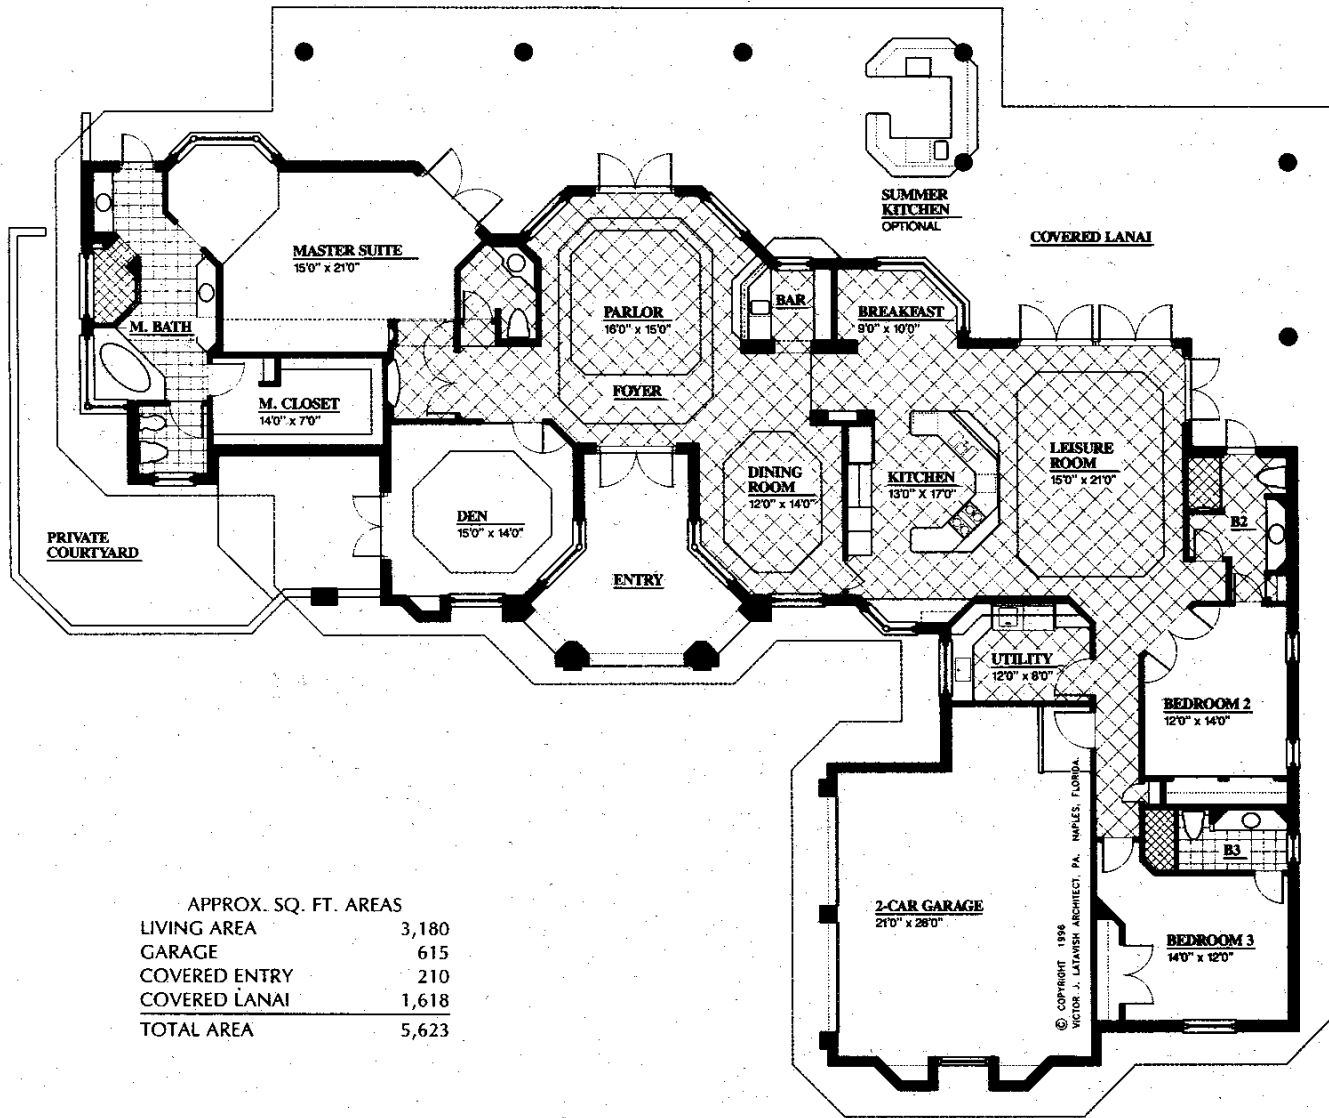 SUMMER
KITCHEN
OPTIONAL
COVERED LANAI
MASTER SUITE
15'0" x 21'0"
PARLOR
16'0" x 15'0"
BAR
BREAKFAST
9'0" x 10'0"
M. BATH
FOYER
M. CLOSET
14'0" x 7'0"
LEISURE
ROOM
15'0" x 21'0"
DINING
ROOM
12'0" x 14'0"
KITCHEN
13'0" X 17'0"
DEN
15'0" x 14'0"
B2
PRIVATE
COURTYARD
ENTRY
UTILITY
12'0" x 8'0"
BEDROOM 2
12'0" x 14'0"
B3
2-CAR GARAGE
21'0" x 28'0"
BEDROOM 3
14'0" x 12'0"
© COPYRIGHT 1996
VICTOR J. LATAVISH ARCHITECT, PA, NAPLES, FLORIDA.
APPROX. SQ. FT. AREAS
LIVING AREA 3,180
GARAGE 615
COVERED ENTRY 210
COVERED LANAI 1,618
TOTAL AREA 5,623